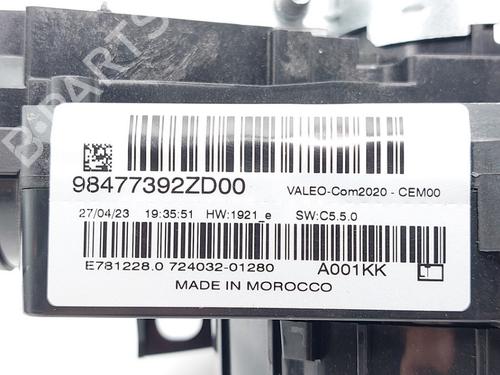 B-PARTS
98477392ZD00 VALEO-Com2020 - CEM00
27/04/23 19:35:51 HW:1921_e SW:C5.5.0
E781228.0 724032-01280 A001KK
MADE IN MOROCCO